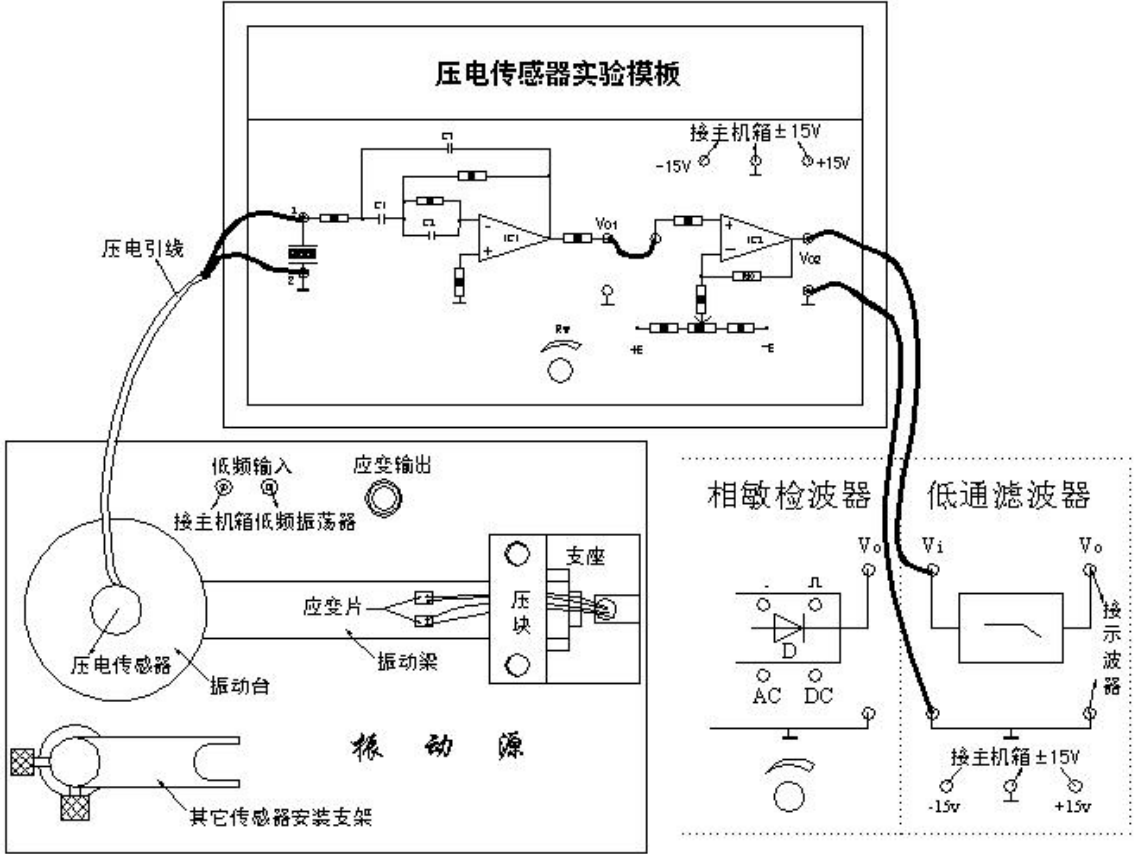 压电传感器实验模板
接主机箱±15V
-15V
+15V
C1
C2
1
IC1
Vo1
IC2
Vo2
2
压电引线
Rw
+E
-E
低频输入
应变输出
接主机箱低频振荡器
相敏检波器
低通滤波器
Vo
Vi
Vo
支座
应变片
压块
接示波器
D
压电传感器
振动梁
振动台
AC
DC
振动源
接主机箱±15V
-15v
+15v
其它传感器安装支架